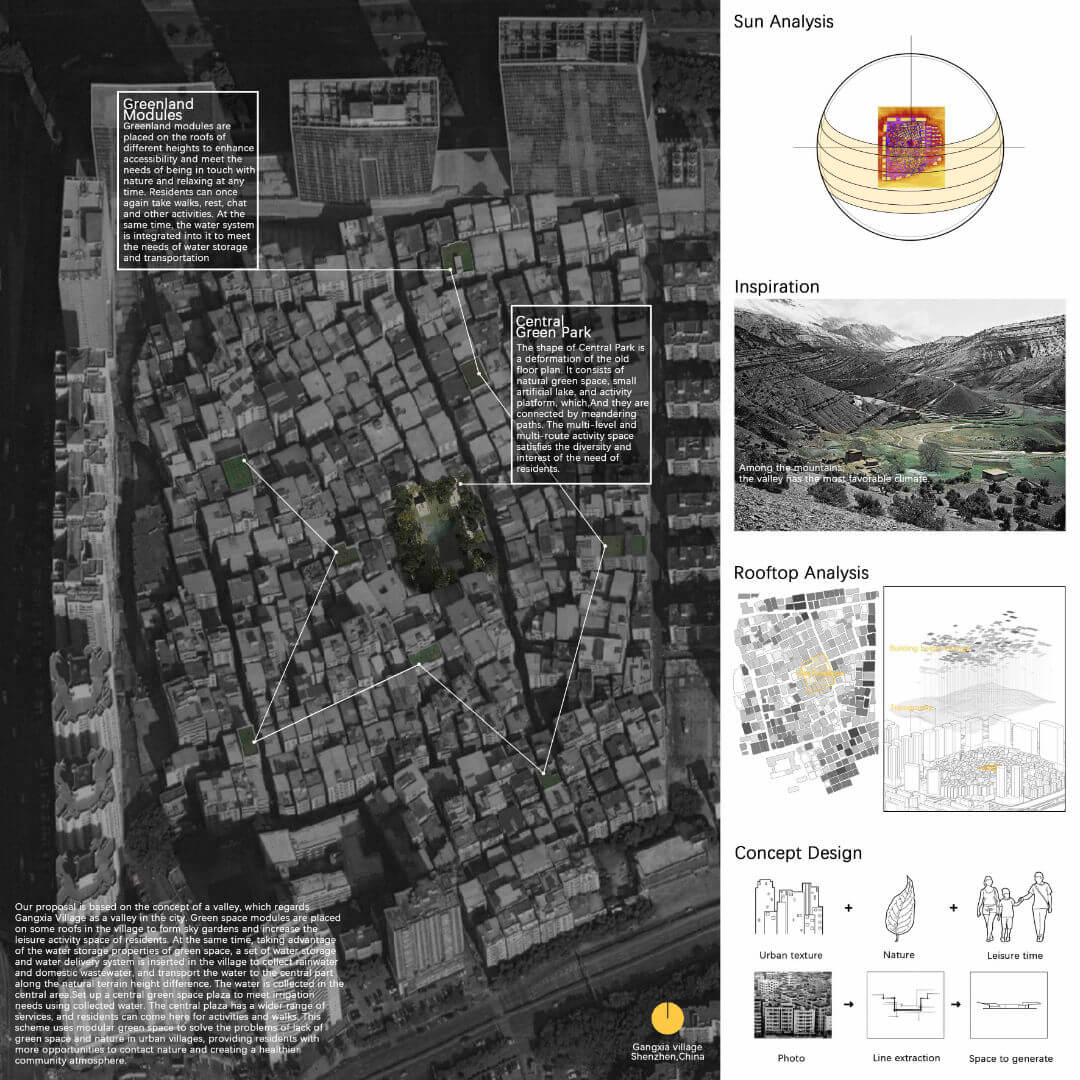 Greenland
Modules
Greenland modules are
placed on the roofs of
different heights to enhance
accessibility and meet the
needs of being in touch with
nature and relaxing at any
time. Residents can once
again take walks, rest, chat
and other activities. At the
same time, the water system
is integrated into it to meet
the needs of water storage
and transportation
Central
Green Park
The shape of Central Park is
a deformation of the old
floor plan. It consists of
natural green space, small
artificial lake, and activity
platform, which,And they are
connected by meandering
paths. The multi-level and
multi-route activity space
satisfies the diversity and
interest of the need of
residents.
Our proposal is based on the concept of a valley, which regards
Gangxia Village as a valley in the city. Green space modules are placed
on some roofs in the village to form sky gardens and increase the
leisure activity space of residents. At the same time, taking advantage
of the water storage properties of green space, a set of water storage
and water delivery system is inserted in the village to collect rainwater
and domestic wastewater, and transport the water to the central part
along the natural terrain height difference. The water is collected in the
central area.Set up a central green space plaza to meet irrigation
needs using collected water. The central plaza has a wider range of
services, and residents can come here for activities and walks. This
scheme uses modular green space to solve the problems of lack of
green space and nature in urban villages, providing residents with
more opportunities to contact nature and creating a healthier
community atmosphere.
Gangxia village
Shenzhen,China
Sun Analysis
Inspiration
Among the mountains,
the valley has the most favorable climate.
Rooftop Analysis
Building
Topography
Concept Design
+
+
Urban texture
Nature
Leisure time
Photo
Line extraction
Space to generate